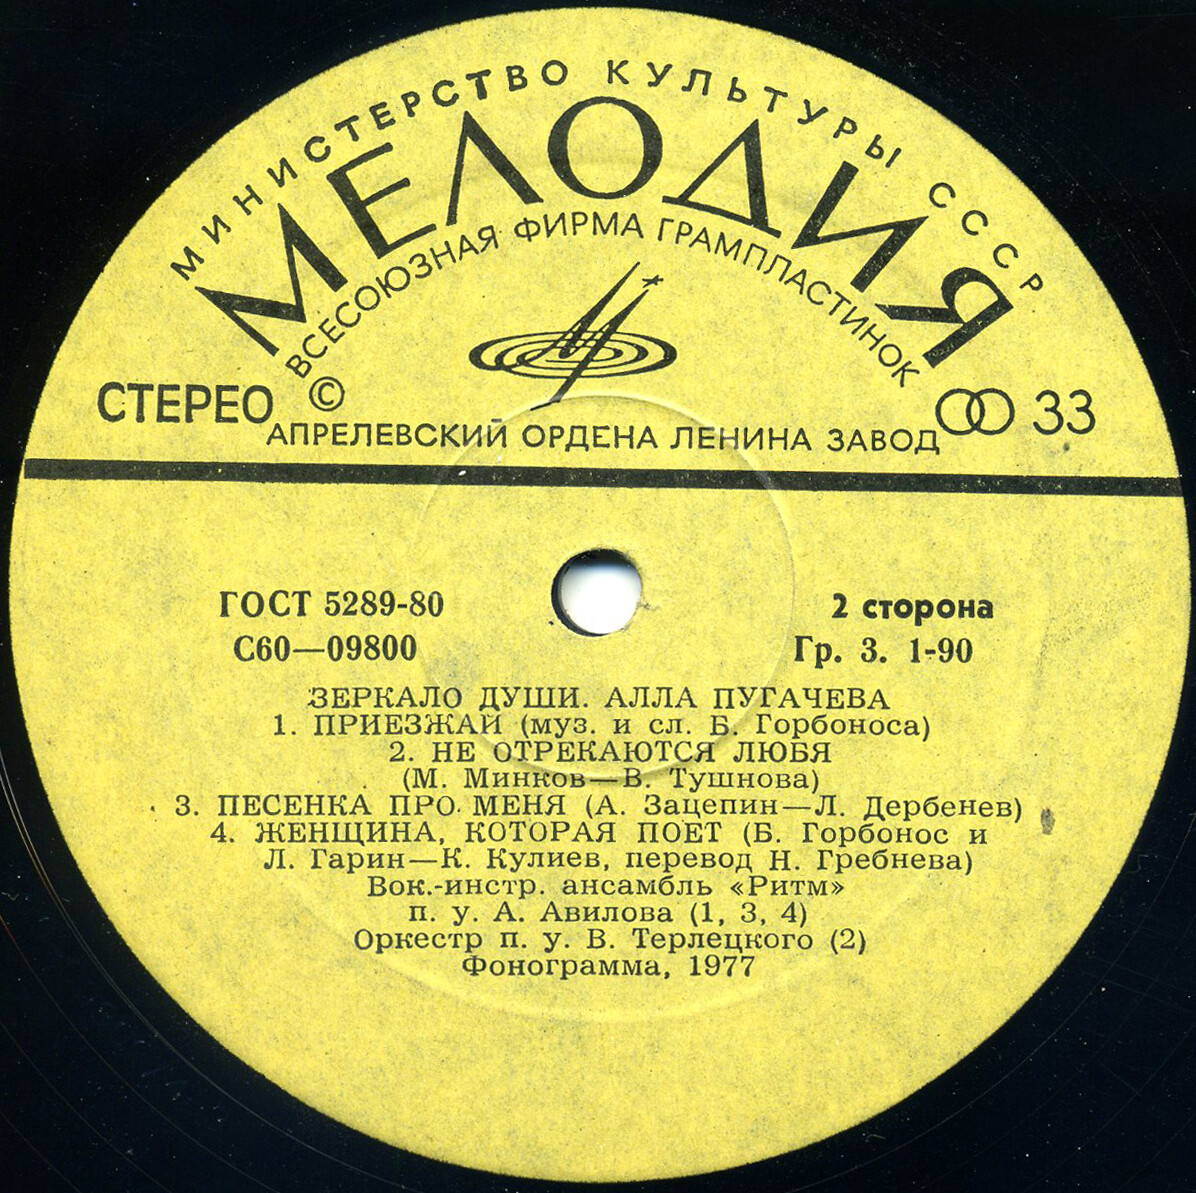 МИНИСТЕРСТВО КУЛЬТУРЫ СССР
МЕЛОДИЯ
ВСЕСОЮЗНАЯ ФИРМА ГРАМПЛАСТИНОК
СТЕРЕО © 33
АПРЕЛЕВСКИЙ ОРДЕНА ЛЕНИНА ЗАВОД
ГОСТ 5289-80 2 сторона
С60—09800 Гр. 3. 1-90
ЗЕРКАЛО ДУШИ. АЛЛА ПУГАЧЕВА
1. ПРИЕЗЖАЙ (муз. и сл. Б. Горбоноса)
2. НЕ ОТРЕКАЮТСЯ ЛЮБЯ
(М. Минков—В. Тушнова)
3. ПЕСЕНКА ПРО МЕНЯ (А. Зацепин—Л. Дербенев)
4. ЖЕНЩИНА, КОТОРАЯ ПОЕТ (Б. Горбонос и
Л. Гарин—К. Кулиев, перевод Н. Гребнева)
Вок.-инстр. ансамбль «Ритм»
п. у. А. Авилова (1, 3, 4)
Оркестр п. у. В. Терлецкого (2)
Фонограмма, 1977